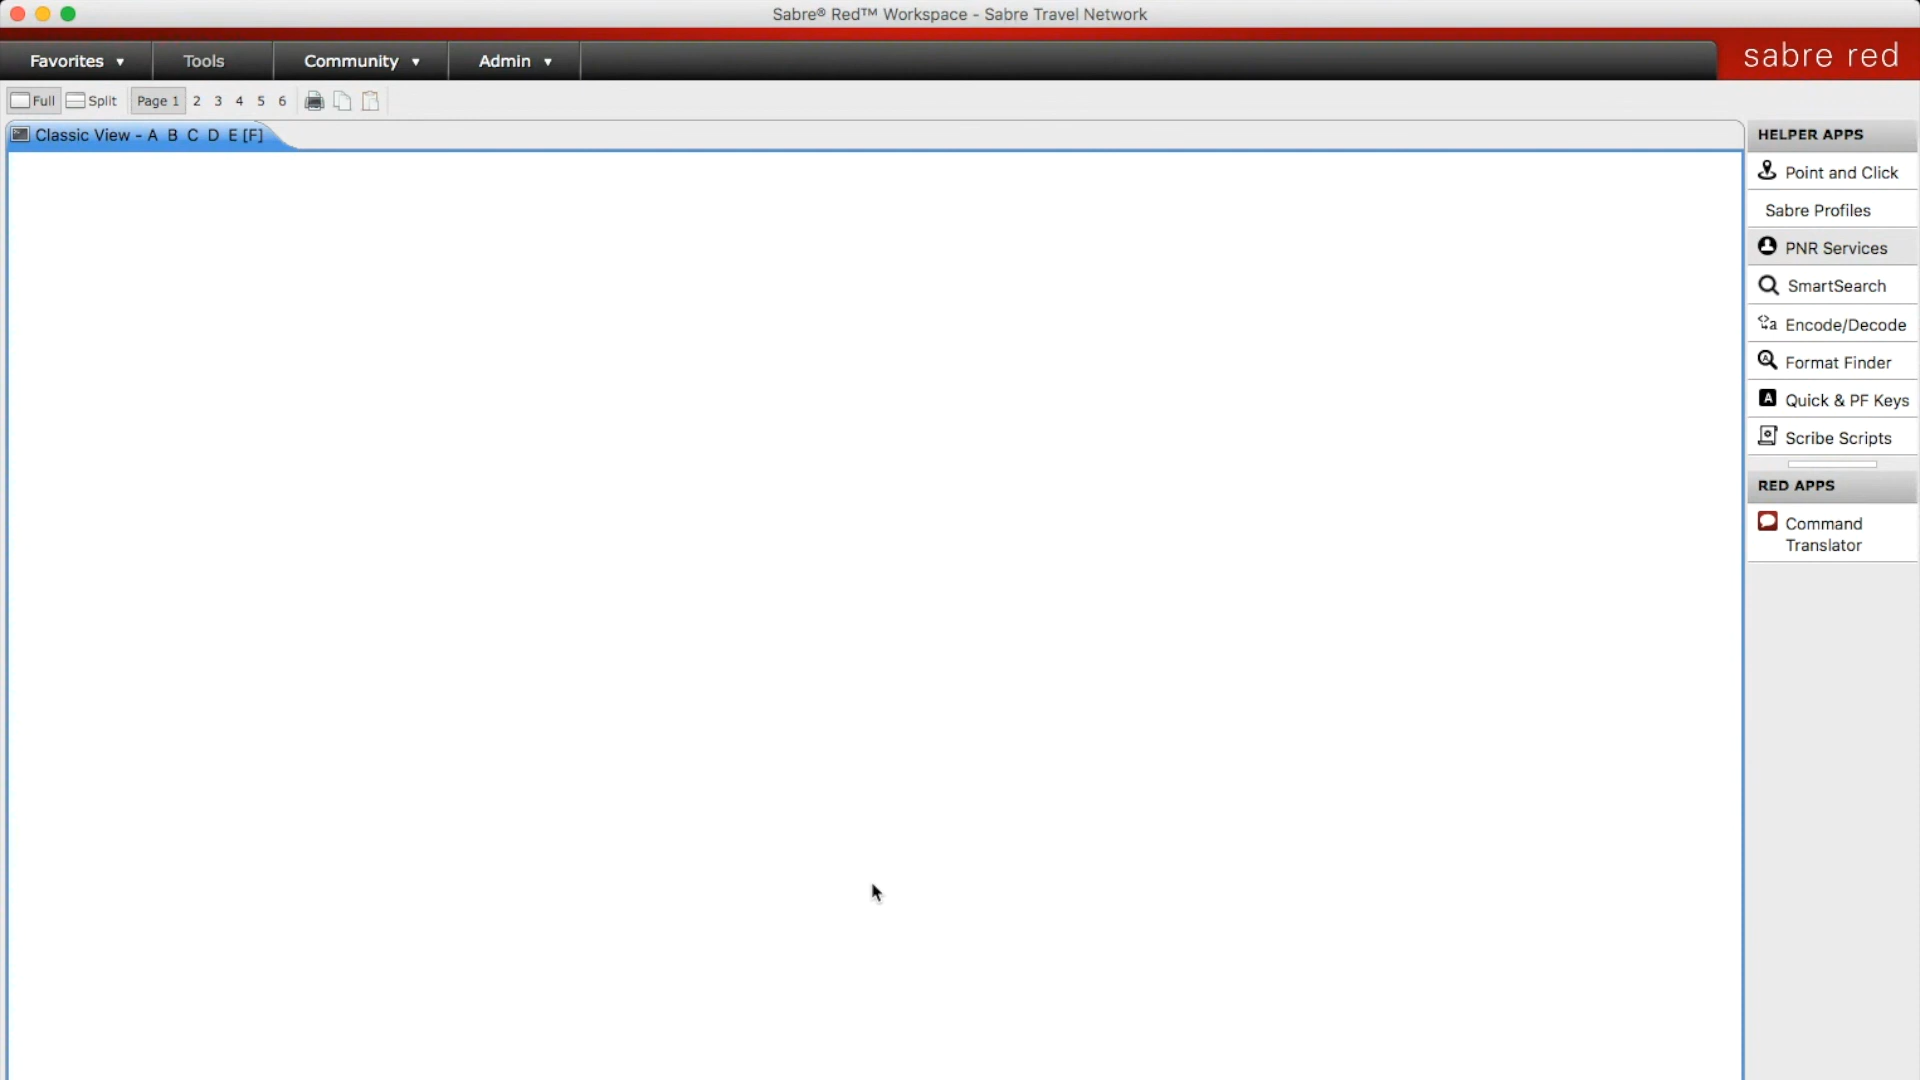 Sabre® Red™ Workspace - Sabre Travel Network
Favorites ▼ Tools Community ▼ Admin ▼ sabre red
Full Split Page 1 2 3 4 5 6
Classic View - A B C D E [F]
HELPER APPS
Point and Click
Sabre Profiles
PNR Services
SmartSearch
Encode/Decode
Format Finder
Quick & PF Keys
Scribe Scripts
RED APPS
Command
Translator